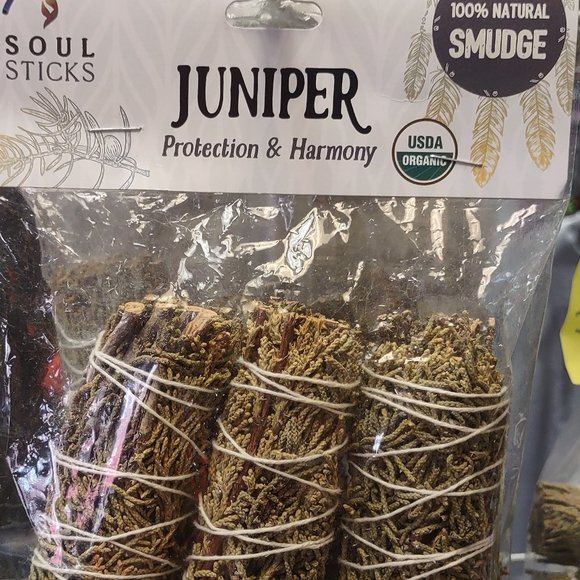 SOUL
STICKS
JUNIPER
Protection & Harmony
USDA
ORGANIC
100% NATURAL
SMUDGE